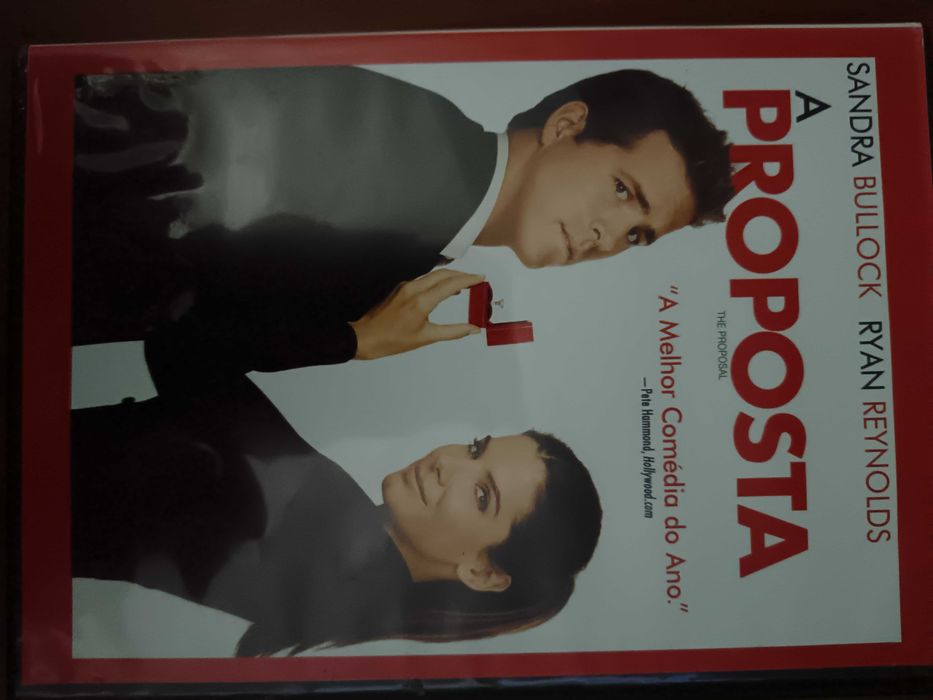 SANDRA BULLOCK RYAN REYNOLDS
A
PROPOSTA
THE PROPOSAL
“A Melhor Comédia do Ano.”
—Pete Hammond, Hollywood.com